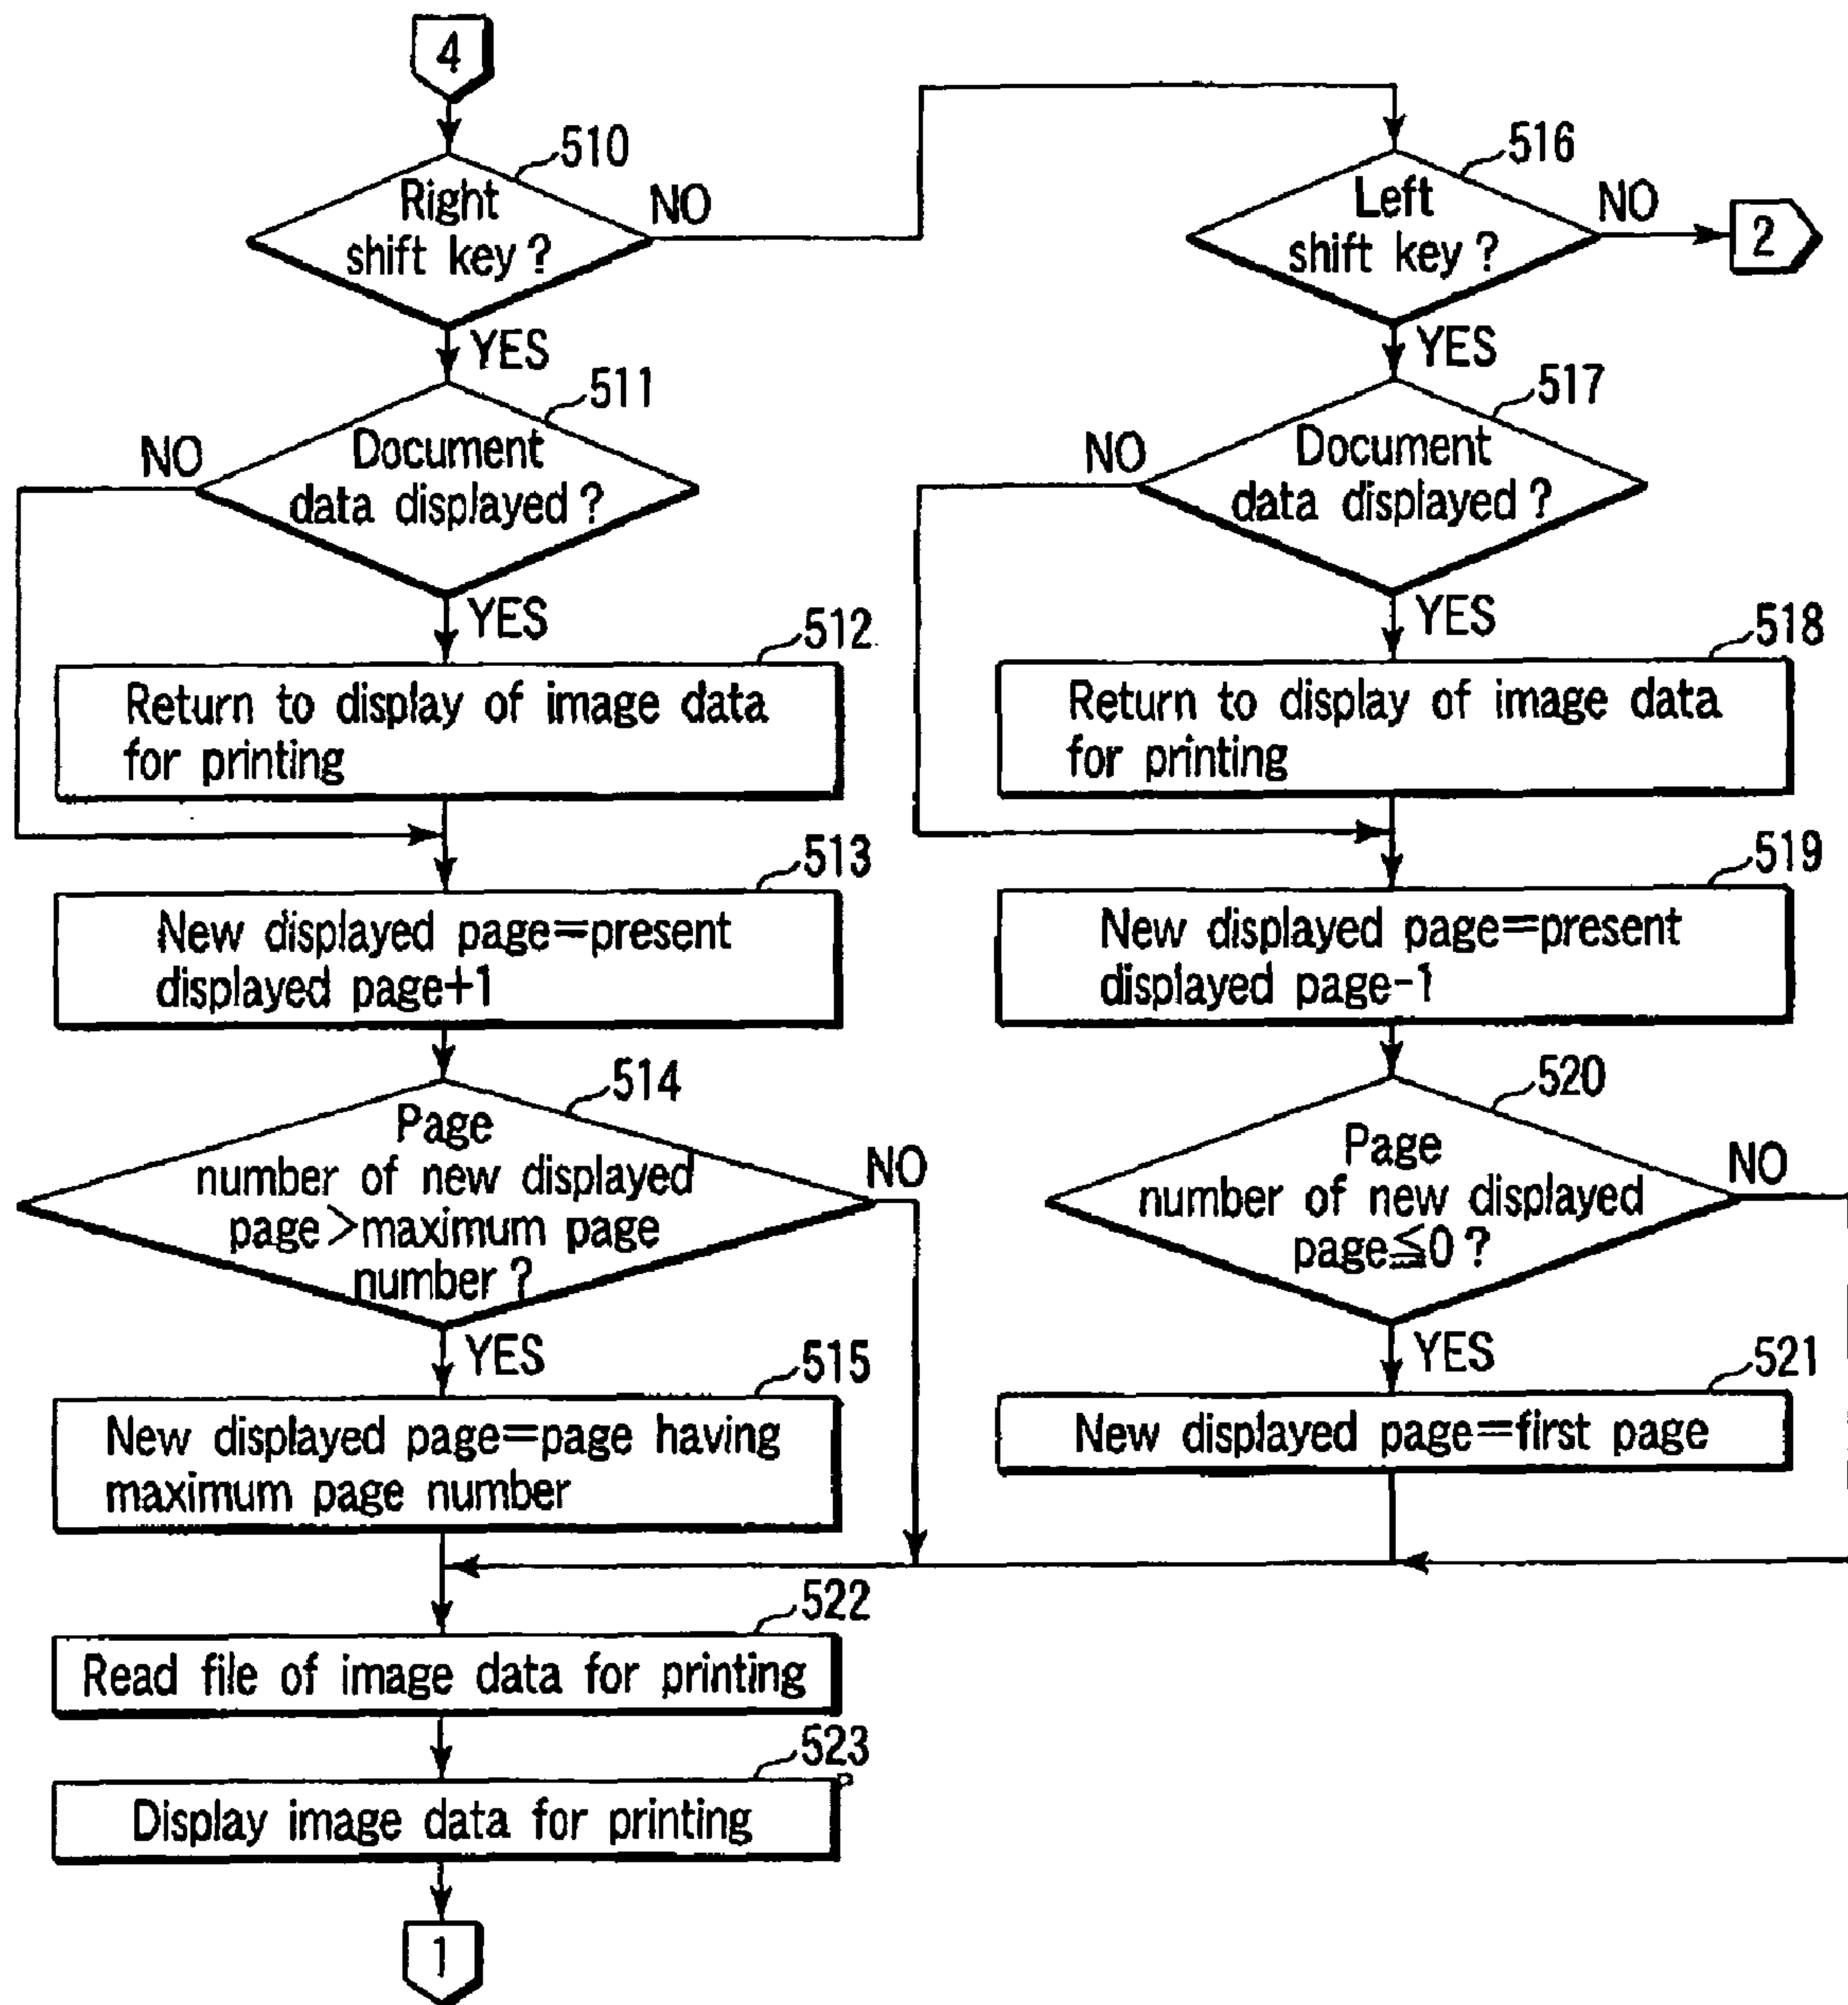 4
510
Right
shift key?
NO
YES
511
Document
data displayed?
NO
YES
512
Return to display of image data
for printing
513
New displayed page=present
displayed page+1
514
Page
number of new displayed
page>maximum page
number?
NO
YES
515
New displayed page=page having
maximum page number
516
Left
shift key?
NO
2
YES
517
Document
data displayed?
NO
YES
518
Return to display of image data
for printing
519
New displayed page=present
displayed page-1
520
Page
number of new displayed
page≦0?
NO
YES
521
New displayed page=first page
522
Read file of image data for printing
523
Display image data for printing
1